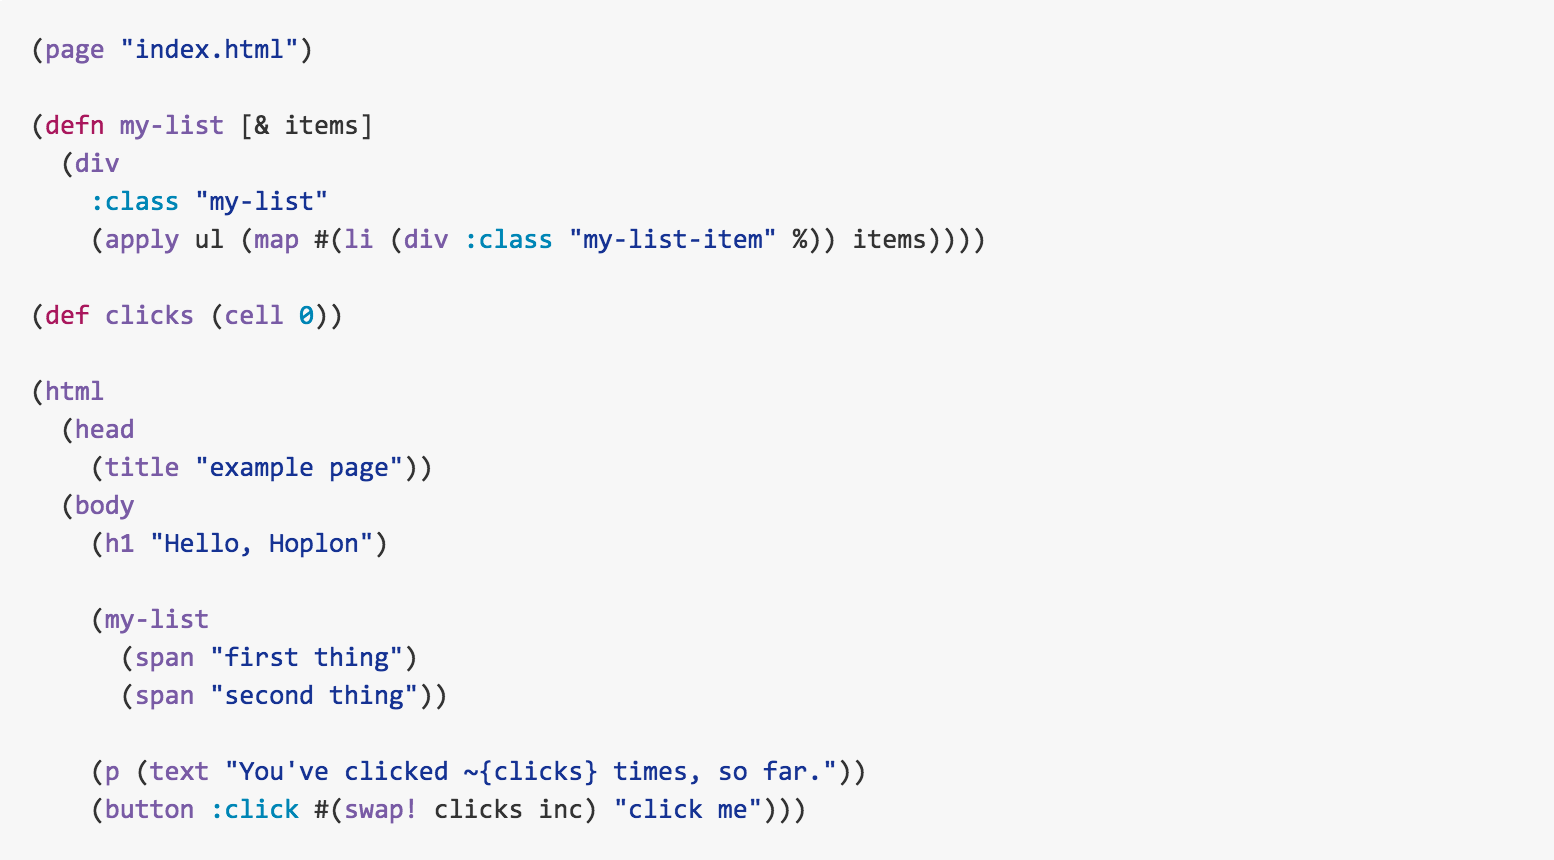 (page "index.html")

(defn my-list [& items]
  (div
    :class "my-list"
    (apply ul (map #(li (div :class "my-list-item" %)) items))))

(def clicks (cell 0))

(html
  (head
    (title "example page"))
  (body
    (h1 "Hello, Hoplon")

    (my-list
      (span "first thing")
      (span "second thing"))

    (p (text "You've clicked ~{clicks} times, so far."))
    (button :click #(swap! clicks inc) "click me")))